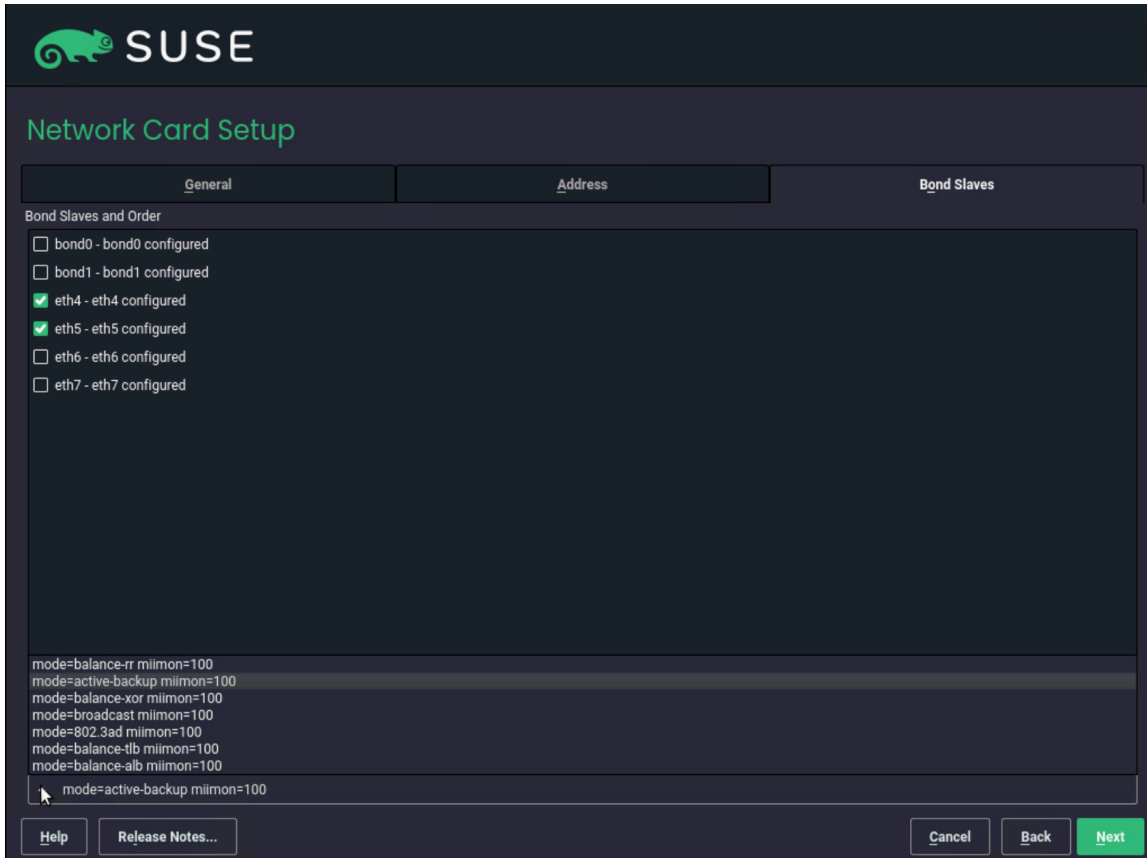 SUSE
Network Card Setup
General Address Bond Slaves
Bond Slaves and Order
bond0 - bond0 configured
bond1 - bond1 configured
eth4 - eth4 configured
eth5 - eth5 configured
eth6 - eth6 configured
eth7 - eth7 configured
mode=balance-rr miimon=100
mode=active-backup miimon=100
mode=balance-xor miimon=100
mode=broadcast miimon=100
mode=802.3ad miimon=100
mode=balance-tlb miimon=100
mode=balance-alb miimon=100
mode=active-backup miimon=100
Help Release Notes... Cancel Back Next